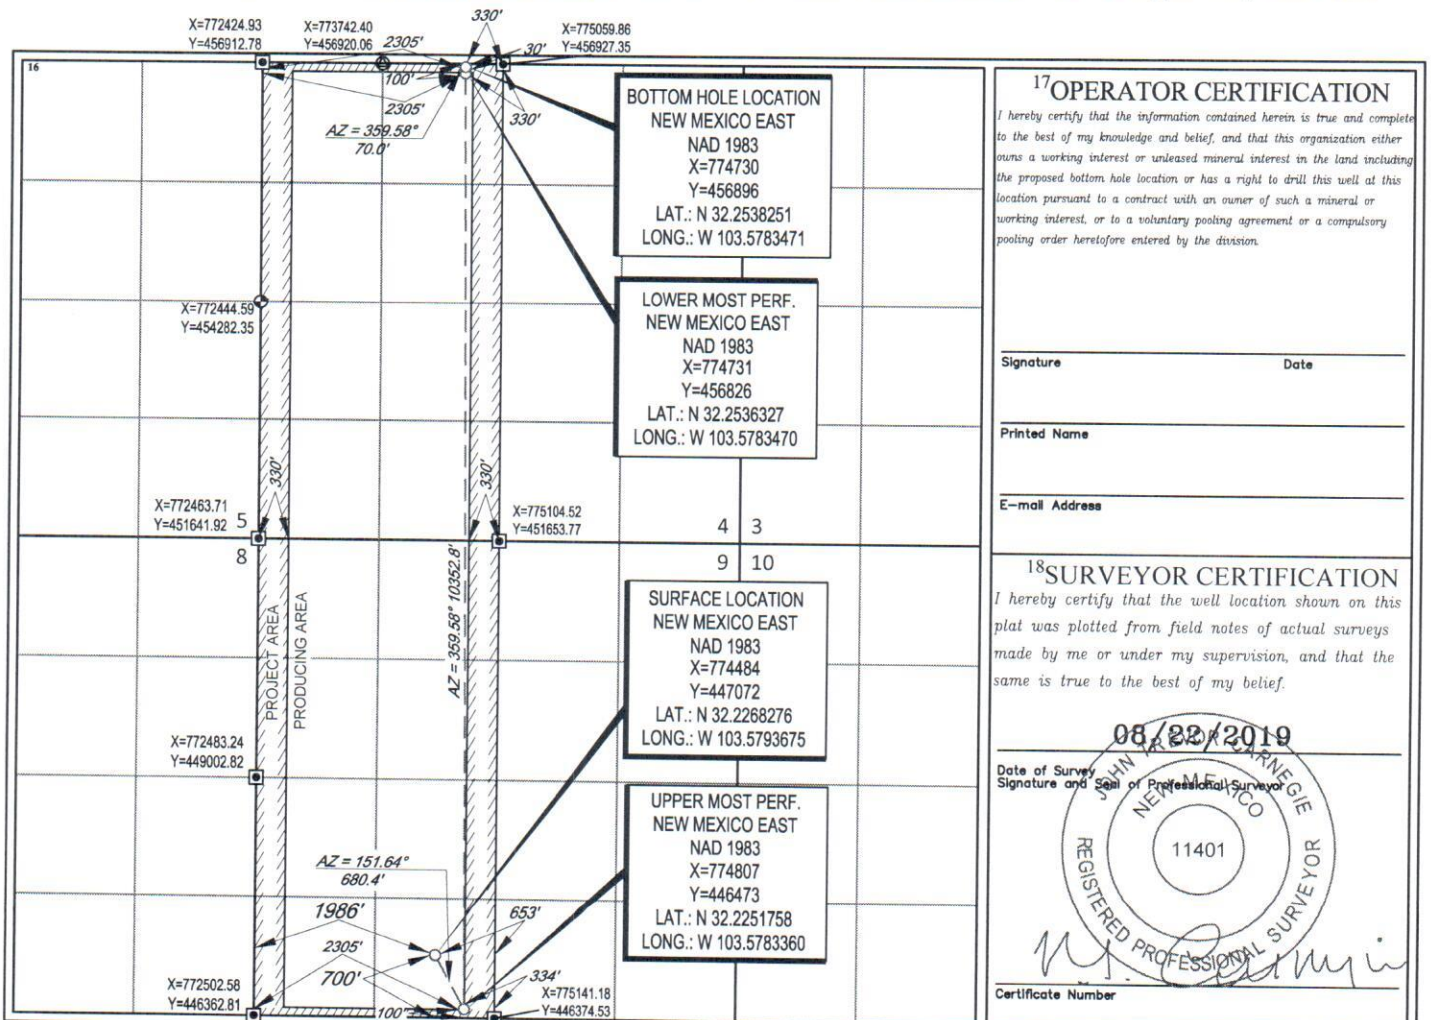 X=772424.93
Y=456912.78
X=773742.40
Y=456920.06
2305'
330'
30'
X=775059.86
Y=456927.35
16
100'
2305'
330'
AZ = 359.58°
70.0'
BOTTOM HOLE LOCATION
NEW MEXICO EAST
NAD 1983
X=774730
Y=456896
LAT.: N 32.2538251
LONG.: W 103.5783471
LOWER MOST PERF.
NEW MEXICO EAST
NAD 1983
X=774731
Y=456826
LAT.: N 32.2536327
LONG.: W 103.5783470
X=772444.59
Y=454282.35
330'
330'
X=772463.71
Y=451641.92
5
8
X=775104.52
Y=451653.77
4 3
9 10
AZ = 359.58° 10352.8'
PROJECT AREA
PRODUCING AREA
SURFACE LOCATION
NEW MEXICO EAST
NAD 1983
X=774484
Y=447072
LAT.: N 32.2268276
LONG.: W 103.5793675
X=772483.24
Y=449002.82
UPPER MOST PERF.
NEW MEXICO EAST
NAD 1983
X=774807
Y=446473
LAT.: N 32.2251758
LONG.: W 103.5783360
AZ = 151.64°
680.4'
1986'
653'
2305'
700'
334'
X=772502.58
Y=446362.81
100'
X=775141.18
Y=446374.53
17 OPERATOR CERTIFICATION
I hereby certify that the information contained herein is true and complete
to the best of my knowledge and belief, and that this organization either
owns a working interest or unleased mineral interest in the land including
the proposed bottom hole location or has a right to drill this well at this
location pursuant to a contract with an owner of such a mineral or
working interest, or to a voluntary pooling agreement or a compulsory
pooling order heretofore entered by the division.
Signature Date
Printed Name
E-mail Address
18 SURVEYOR CERTIFICATION
I hereby certify that the well location shown on this
plat was plotted from field notes of actual surveys
made by me or under my supervision, and that the
same is true to the best of my belief.
08/22/2019
Date of Survey
Signature and Seal of Professional Surveyor
JOHN TREVOR CARNEGIE
NEW MEXICO
11401
REGISTERED PROFESSIONAL SURVEYOR
Certificate Number